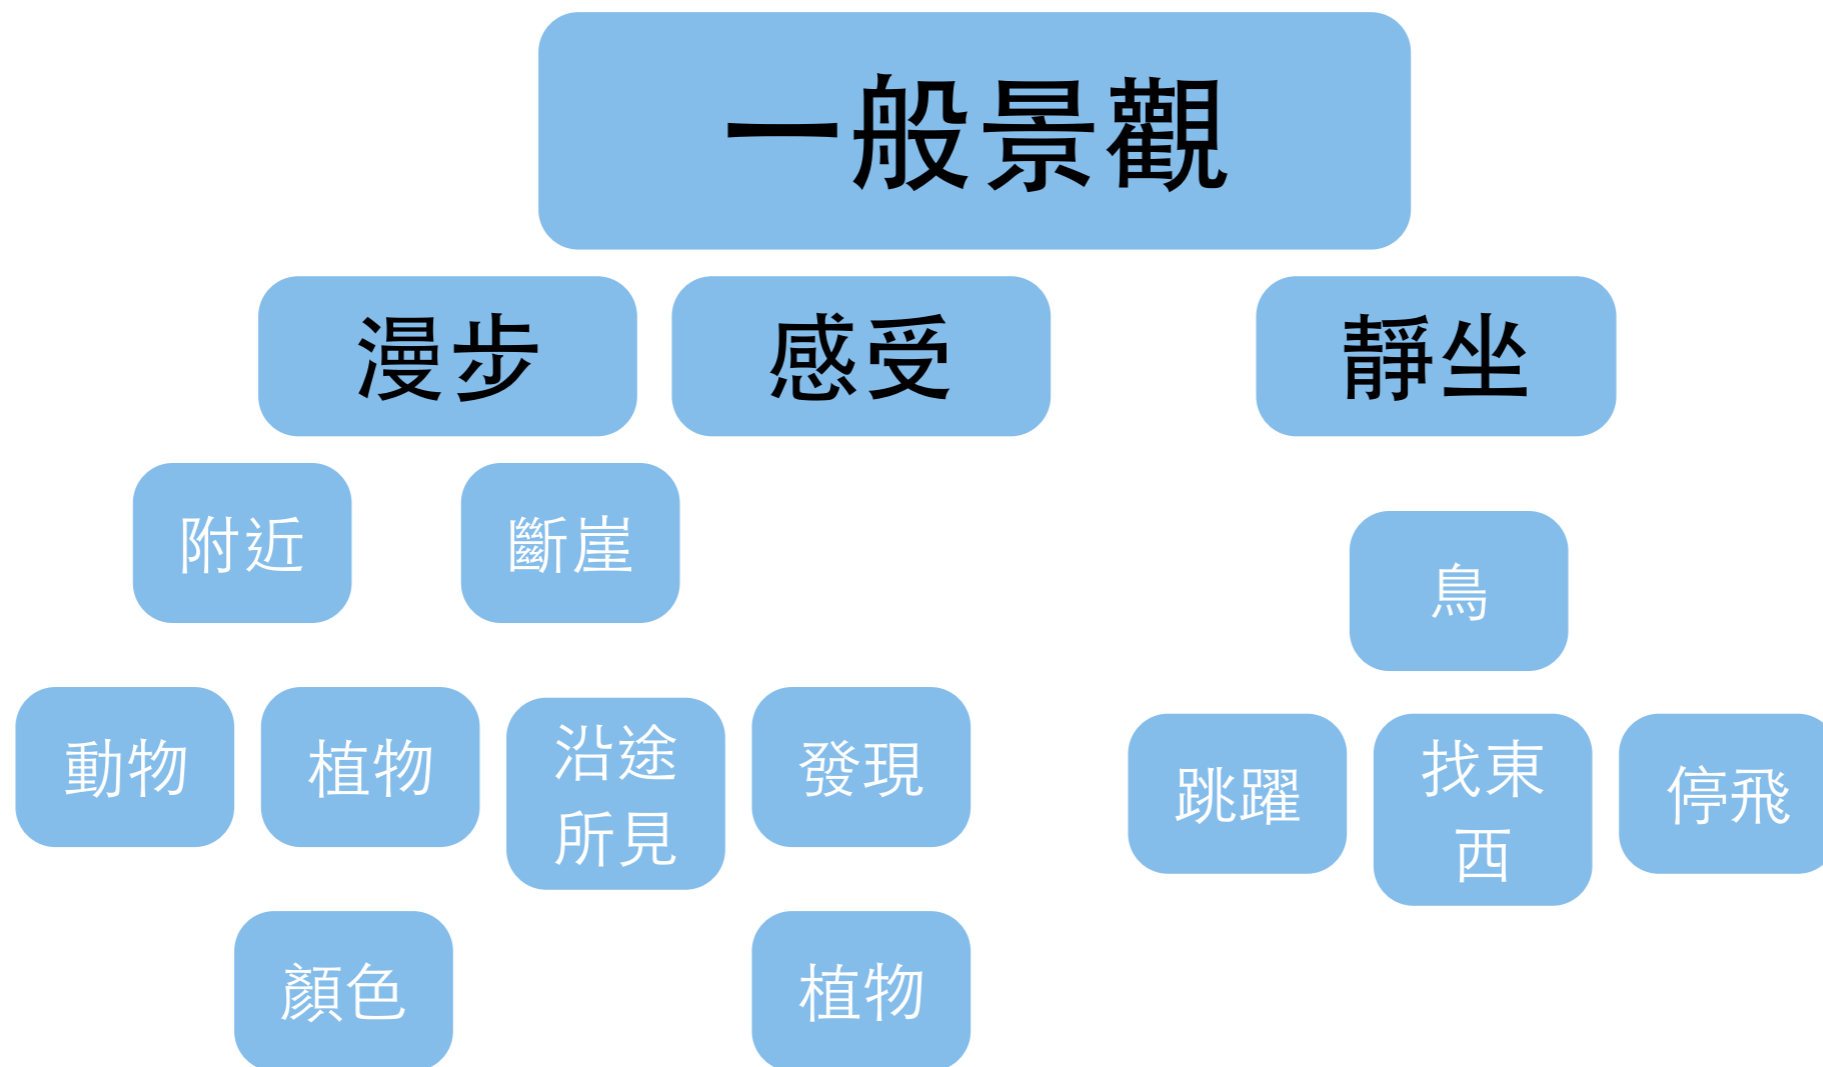 一般景觀
漫步
感受
靜坐
附近
斷崖
鳥
動物
植物
沿途
所見
發現
跳躍
找東
西
停飛
顏色
植物